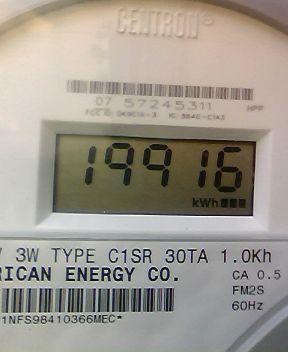 CENTRON®
07 57245311 HPP
19916
kWh
3W TYPE C1SR 30TA 1.0Kh
RICAN ENERGY CO. CA 0.5
FM2S
1NFS98410366MEC* 60Hz